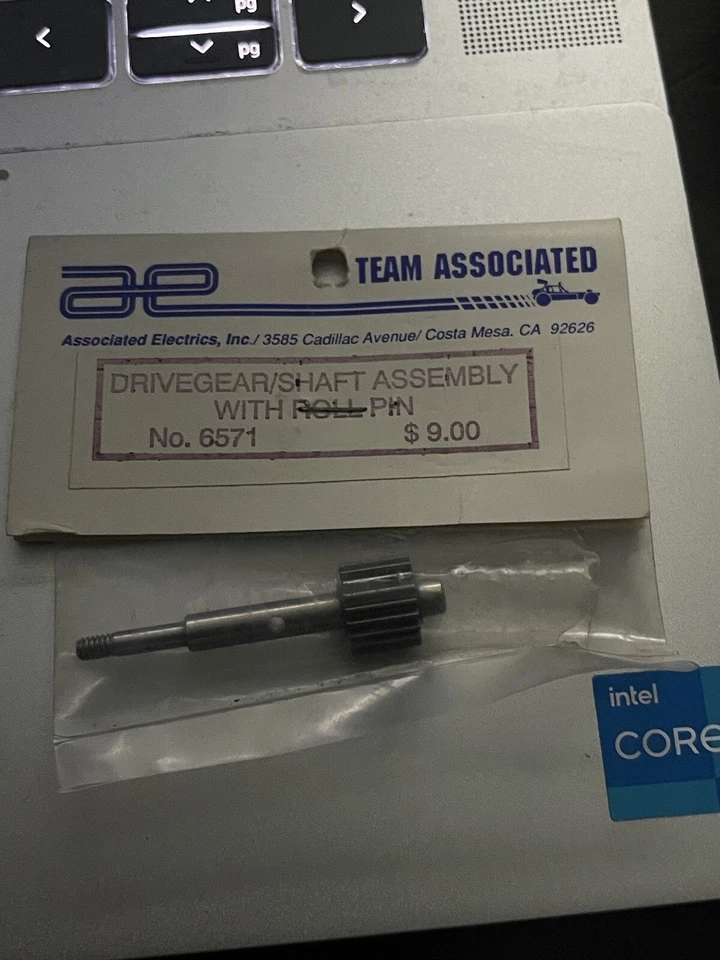 pg
pg
ae TEAM ASSOCIATED
Associated Electrics, Inc./ 3585 Cadillac Avenue/ Costa Mesa. CA 92626
DRIVEGEAR/SHAFT ASSEMBLY
WITH ROLL PIN
No. 6571 $ 9.00
intel
CORE